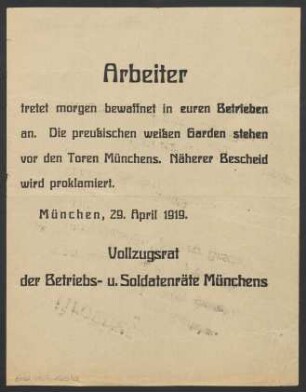 Arbeiter
tretet morgen bewaffnet in euren Betrieben
an. Die preußischen weißen Garden stehen
vor den Toren Münchens. Näherer Bescheid
wird proklamiert.
München, 29. April 1919.
Vollzugsrat
der Betriebs- u. Soldatenräte Münchens